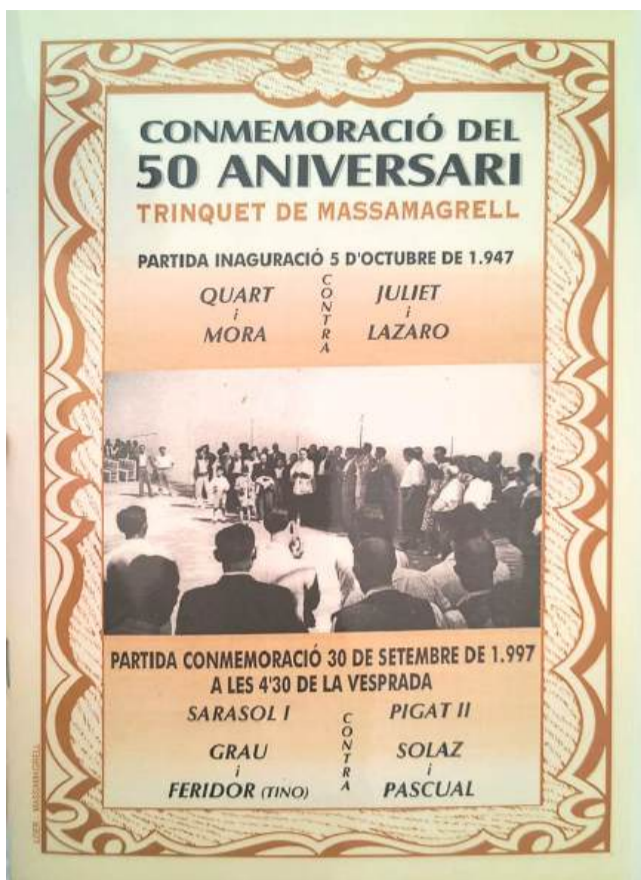 CONMEMORACIÓ DEL
50 ANIVERSARI
TRINQUET DE MASSAMAGRELL
PARTIDA INAGURACIÓ 5 D'OCTUBRE DE 1.947
QUART
i
MORA
CONTRA
JULIET
i
LAZARO
PARTIDA CONMEMORACIÓ 30 DE SETEMBRE DE 1.997
A LES 4'30 DE LA VESPRADA
SARASOL I
GRAU
i
FERIDOR (TINO)
CONTRA
PIGAT II
SOLAZ
i
PASCUAL
LIDER MASSAMAGRELL